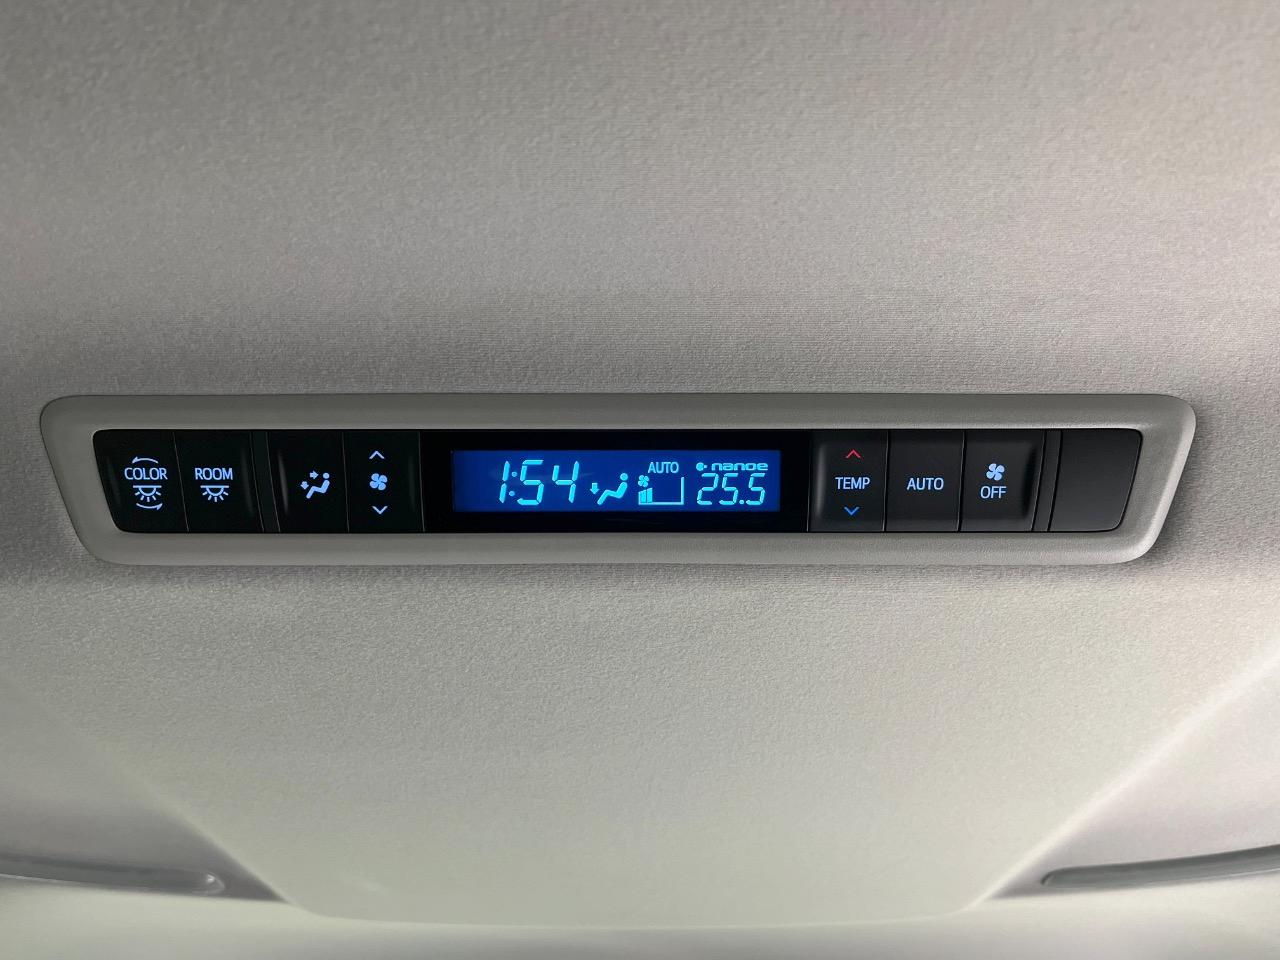 COLOR
ROOM
1:54
AUTO
nanoe
25.5
TEMP
AUTO
OFF